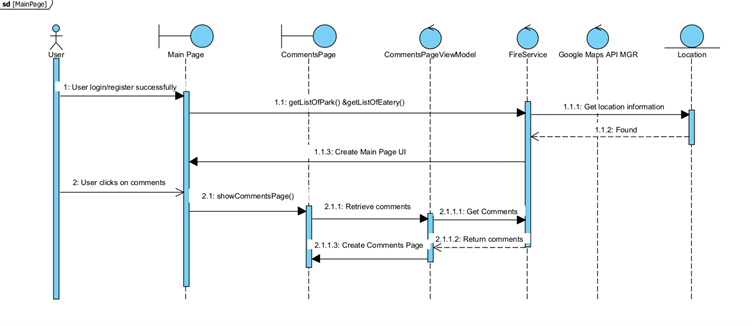 sd [MainPage]
User
Main Page
CommentsPage
CommentsPageViewModel
FireService
Google Maps API MGR
Location
1: User login/register successfully
1.1: getListOfPark() &getListOfEatery()
1.1.1: Get location information
1.1.2: Found
1.1.3: Create Main Page UI
2: User clicks on comments
2.1: showCommentsPage()
2.1.1: Retrieve comments
2.1.1.1: Get Comments
2.1.1.2: Return comments
2.1.1.3: Create Comments Page